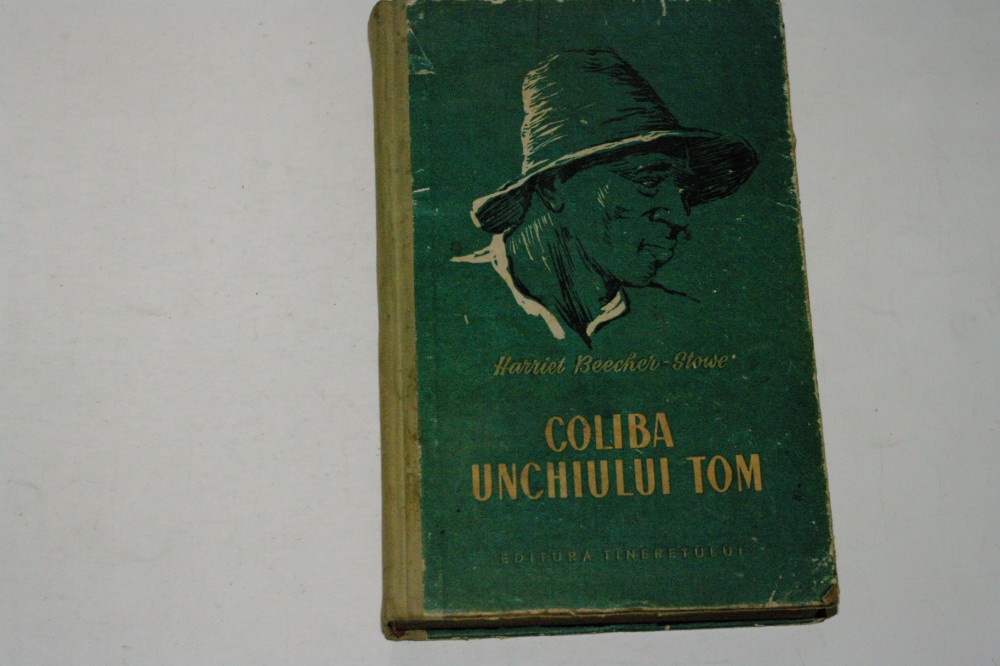 Harriet Beecher-Stowe
COLIBA
UNCHIULUI TOM
EDITURA TINERETULUI